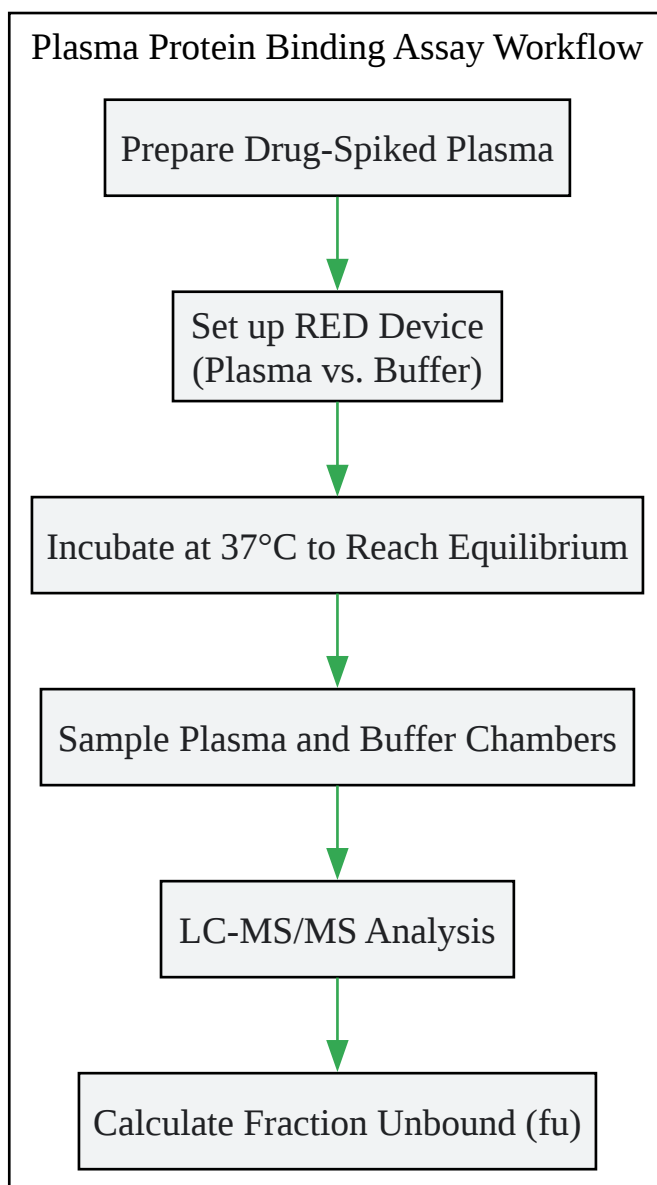 Plasma Protein Binding Assay Workflow
Prepare Drug-Spiked Plasma
Set up RED Device
(Plasma vs. Buffer)
Incubate at 37°C to Reach Equilibrium
Sample Plasma and Buffer Chambers
LC-MS/MS Analysis
Calculate Fraction Unbound (fu)